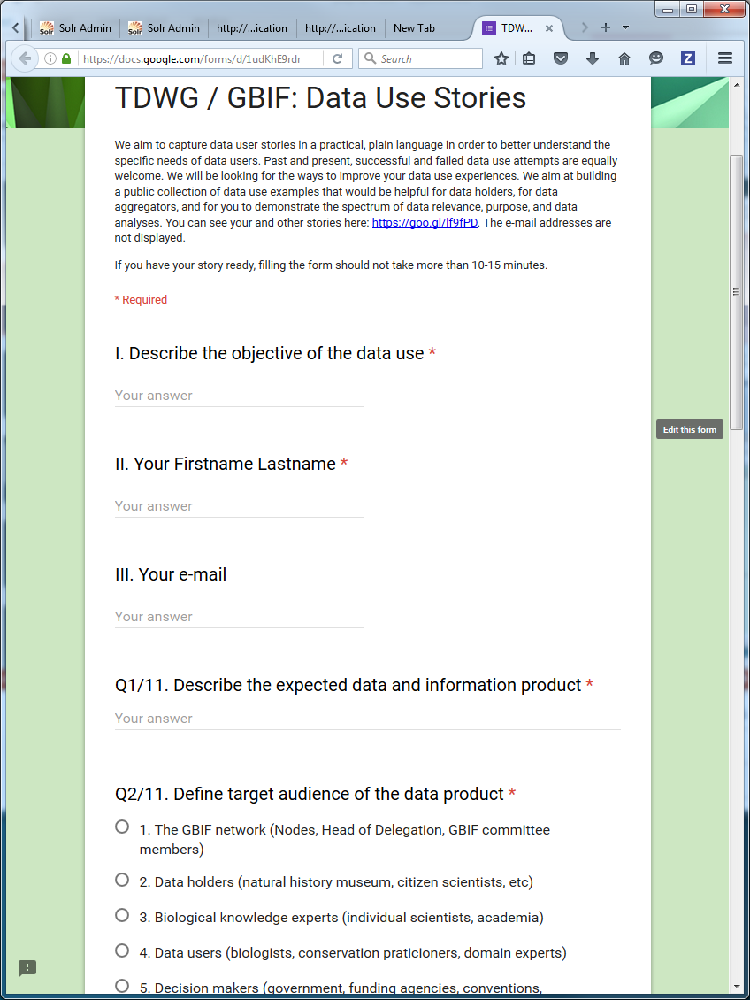 Solr Admin
Solr Admin
http://...ication
http://...ication
New Tab
TDW...
https://docs.google.com/forms/d/1udKhE9rdr
Search
TDWG / GBIF: Data Use Stories
We aim to capture data user stories in a practical, plain language in order to better understand the
specific needs of data users. Past and present, successful and failed data use attempts are equally
welcome. We will be looking for the ways to improve your data use experiences. We aim at building
a public collection of data use examples that would be helpful for data holders, for data
aggregators, and for you to demonstrate the spectrum of data relevance, purpose, and data
analyses. You can see your and other stories here: https://goo.gl/lf9fPD. The e-mail addresses are
not displayed.
If you have your story ready, filling the form should not take more than 10-15 minutes.
* Required
I. Describe the objective of the data use *
Your answer
Edit this form
II. Your Firstname Lastname *
Your answer
III. Your e-mail
Your answer
Q1/11. Describe the expected data and information product *
Your answer
Q2/11. Define target audience of the data product *
1. The GBIF network (Nodes, Head of Delegation, GBIF committee
members)
2. Data holders (natural history museum, citizen scientists, etc)
3. Biological knowledge experts (individual scientists, academia)
4. Data users (biologists, conservation praticioners, domain experts)
5. Decision makers (government, funding agencies, conventions,